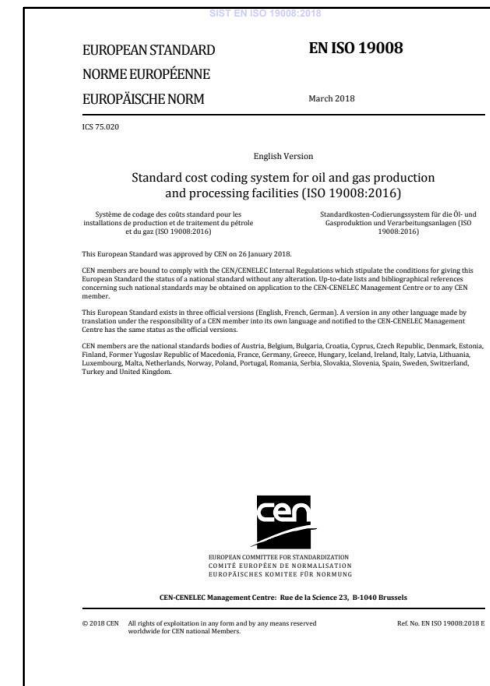 SIST EN ISO 19008:2018
EUROPEAN STANDARD
NORME EUROPÉENNE
EUROPÄISCHE NORM
EN ISO 19008
March 2018
ICS 75.020
English Version
Standard cost coding system for oil and gas production
and processing facilities (ISO 19008:2016)
Système de codage des coûts standard pour les
installations de production et de traitement du pétrole
et du gaz (ISO 19008:2016)
Standardkosten-Codierungssystem für die Öl- und
Gasproduktion und Verarbeitungsanlagen (ISO
19008:2016)
This European Standard was approved by CEN on 26 January 2018.
CEN members are bound to comply with the CEN/CENELEC Internal Regulations which stipulate the conditions for giving this
European Standard the status of a national standard without any alteration. Up-to-date lists and bibliographical references
concerning such national standards may be obtained on application to the CEN-CENELEC Management Centre or to any CEN
member.
This European Standard exists in three official versions (English, French, German). A version in any other language made by
translation under the responsibility of a CEN member into its own language and notified to the CEN-CENELEC Management
Centre has the same status as the official versions.
CEN members are the national standards bodies of Austria, Belgium, Bulgaria, Croatia, Cyprus, Czech Republic, Denmark, Estonia,
Finland, Former Yugoslav Republic of Macedonia, France, Germany, Greece, Hungary, Iceland, Ireland, Italy, Latvia, Lithuania,
Luxembourg, Malta, Netherlands, Norway, Poland, Portugal, Romania, Serbia, Slovakia, Slovenia, Spain, Sweden, Switzerland,
Turkey and United Kingdom.
cen
EUROPEAN COMMITTEE FOR STANDARDIZATION
COMITÉ EUROPÉEN DE NORMALISATION
EUROPÄISCHES KOMITEE FÜR NORMUNG
CEN-CENELEC Management Centre: Rue de la Science 23, B-1040 Brussels
© 2018 CEN All rights of exploitation in any form and by any means reserved
worldwide for CEN national Members.
Ref. No. EN ISO 19008:2018 E